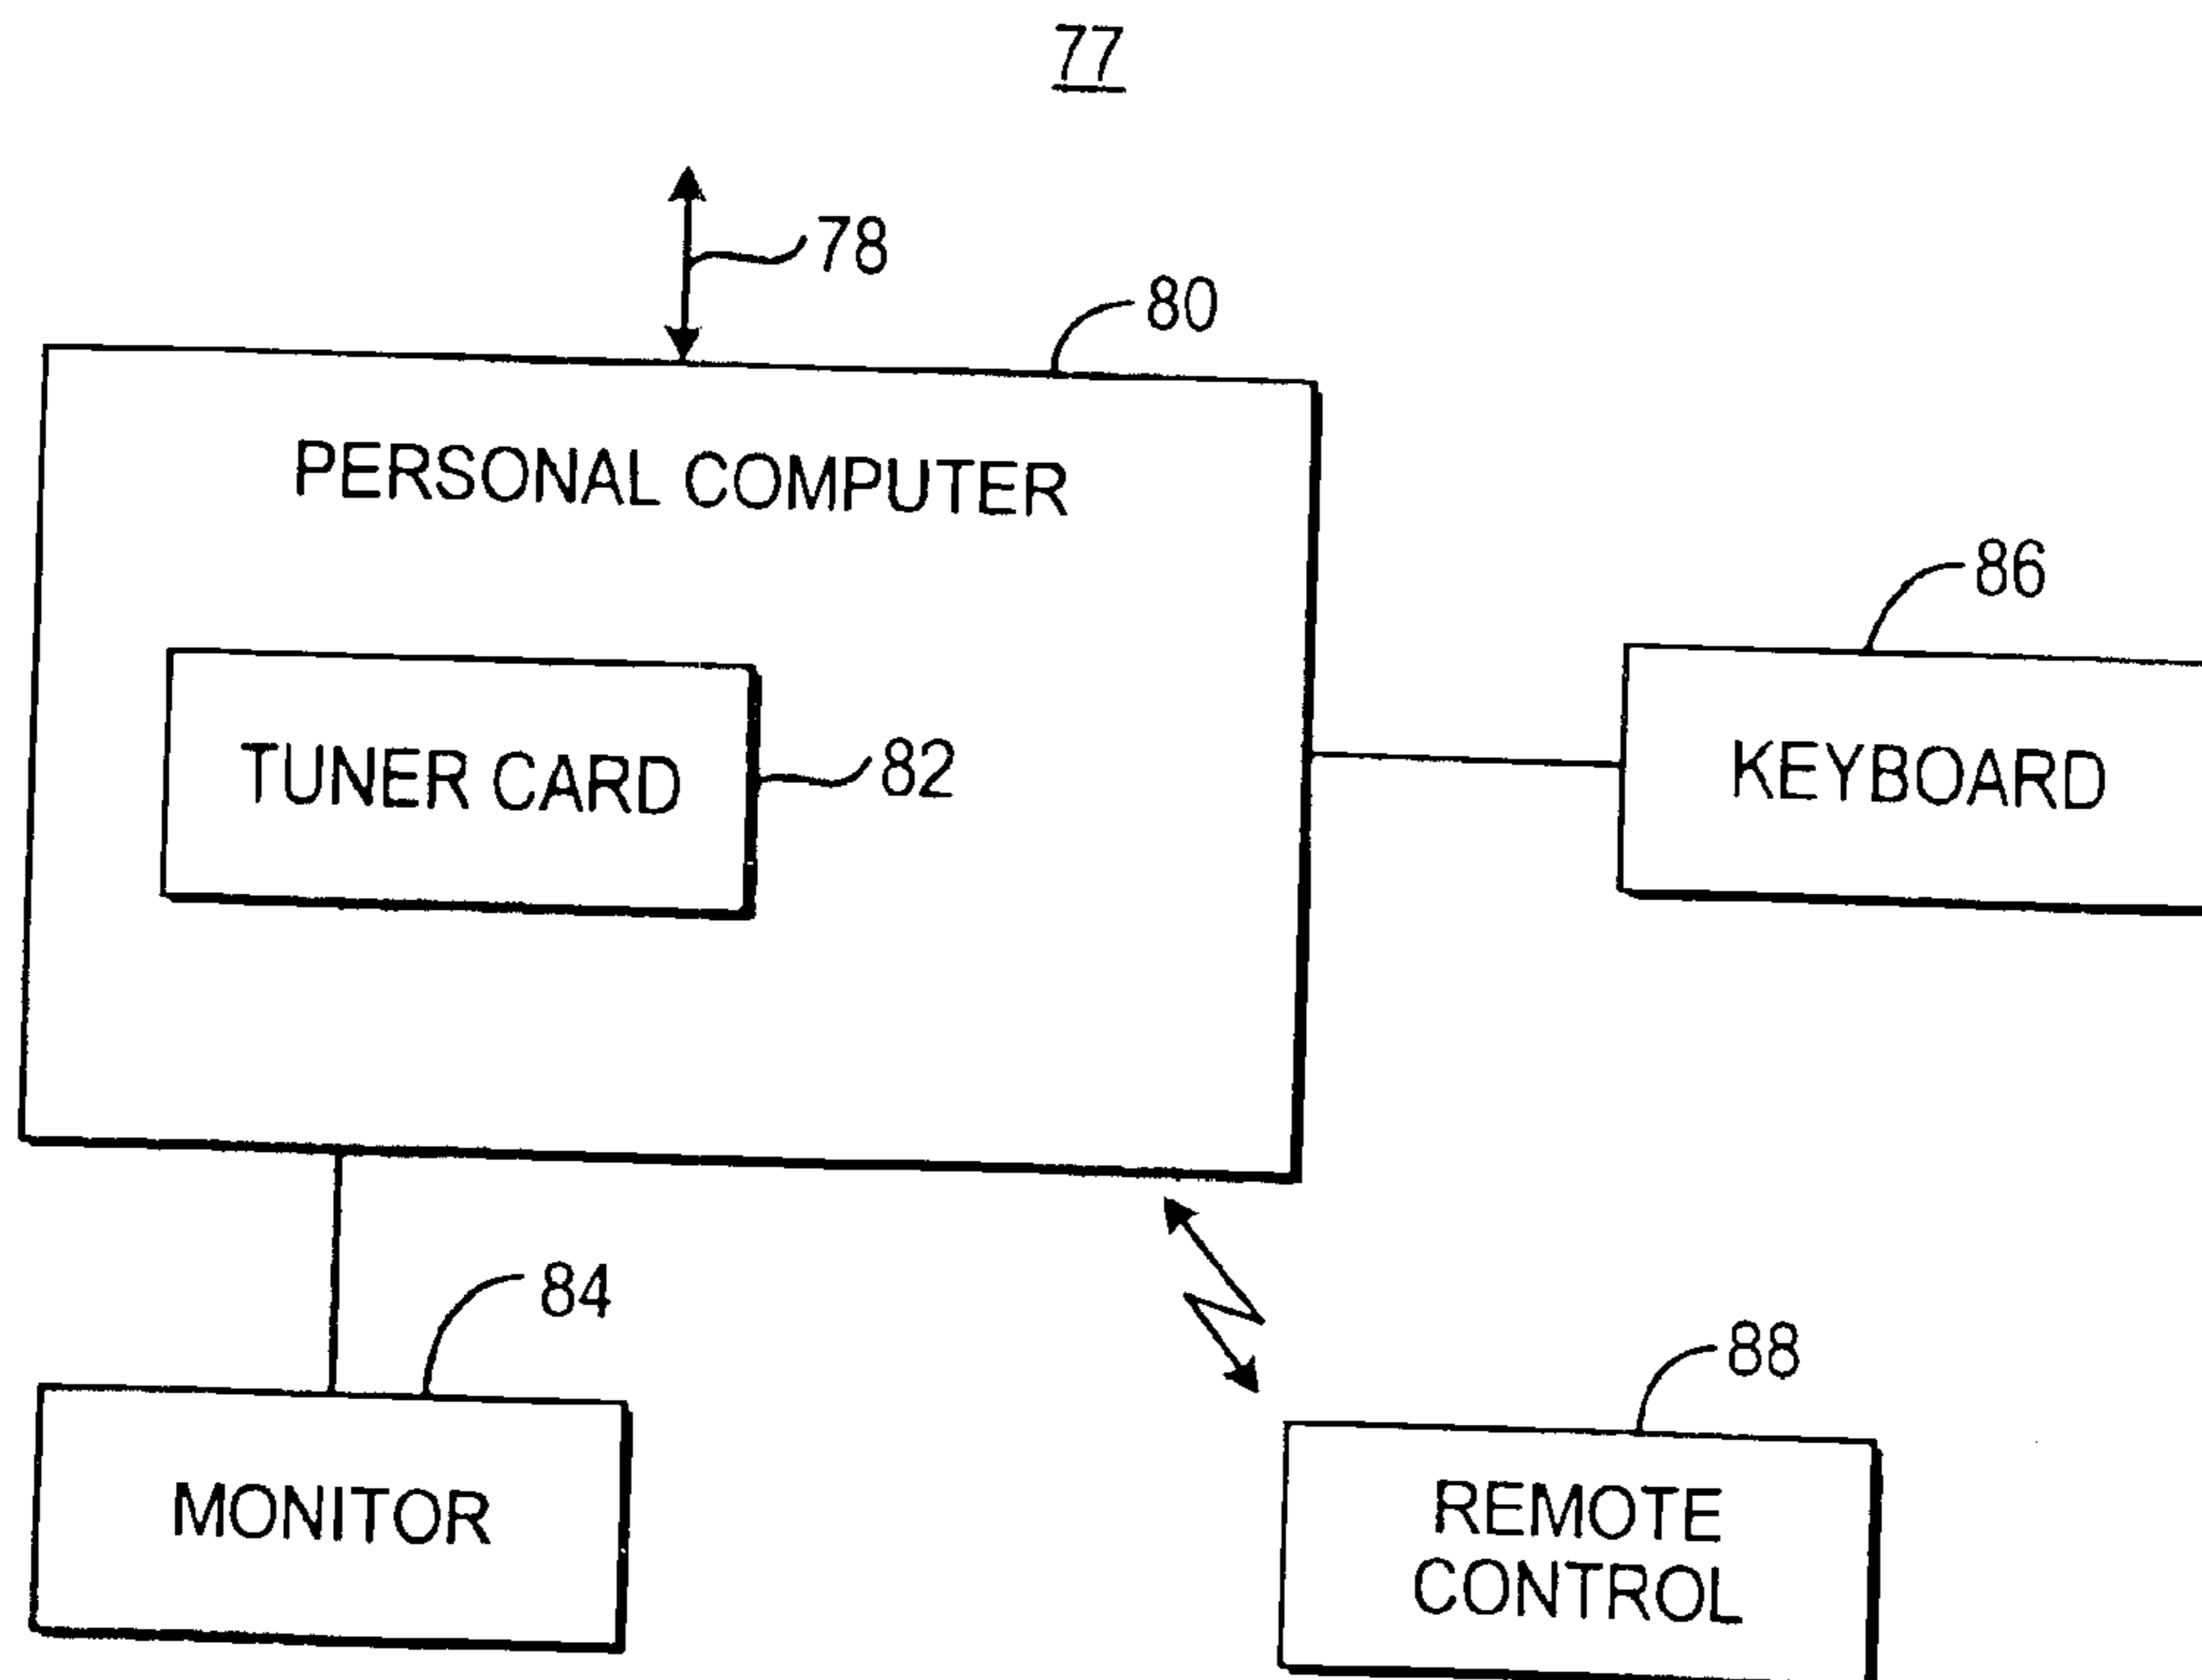 77
78
80
PERSONAL COMPUTER
86
TUNER CARD
82
KEYBOARD
84
88
MONITOR
REMOTE
CONTROL